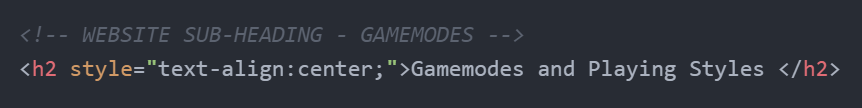 <!-- WEBSITE SUB-HEADING - GAMEMODES -->
<h2 style="text-align:center;">Gamemodes and Playing Styles </h2>